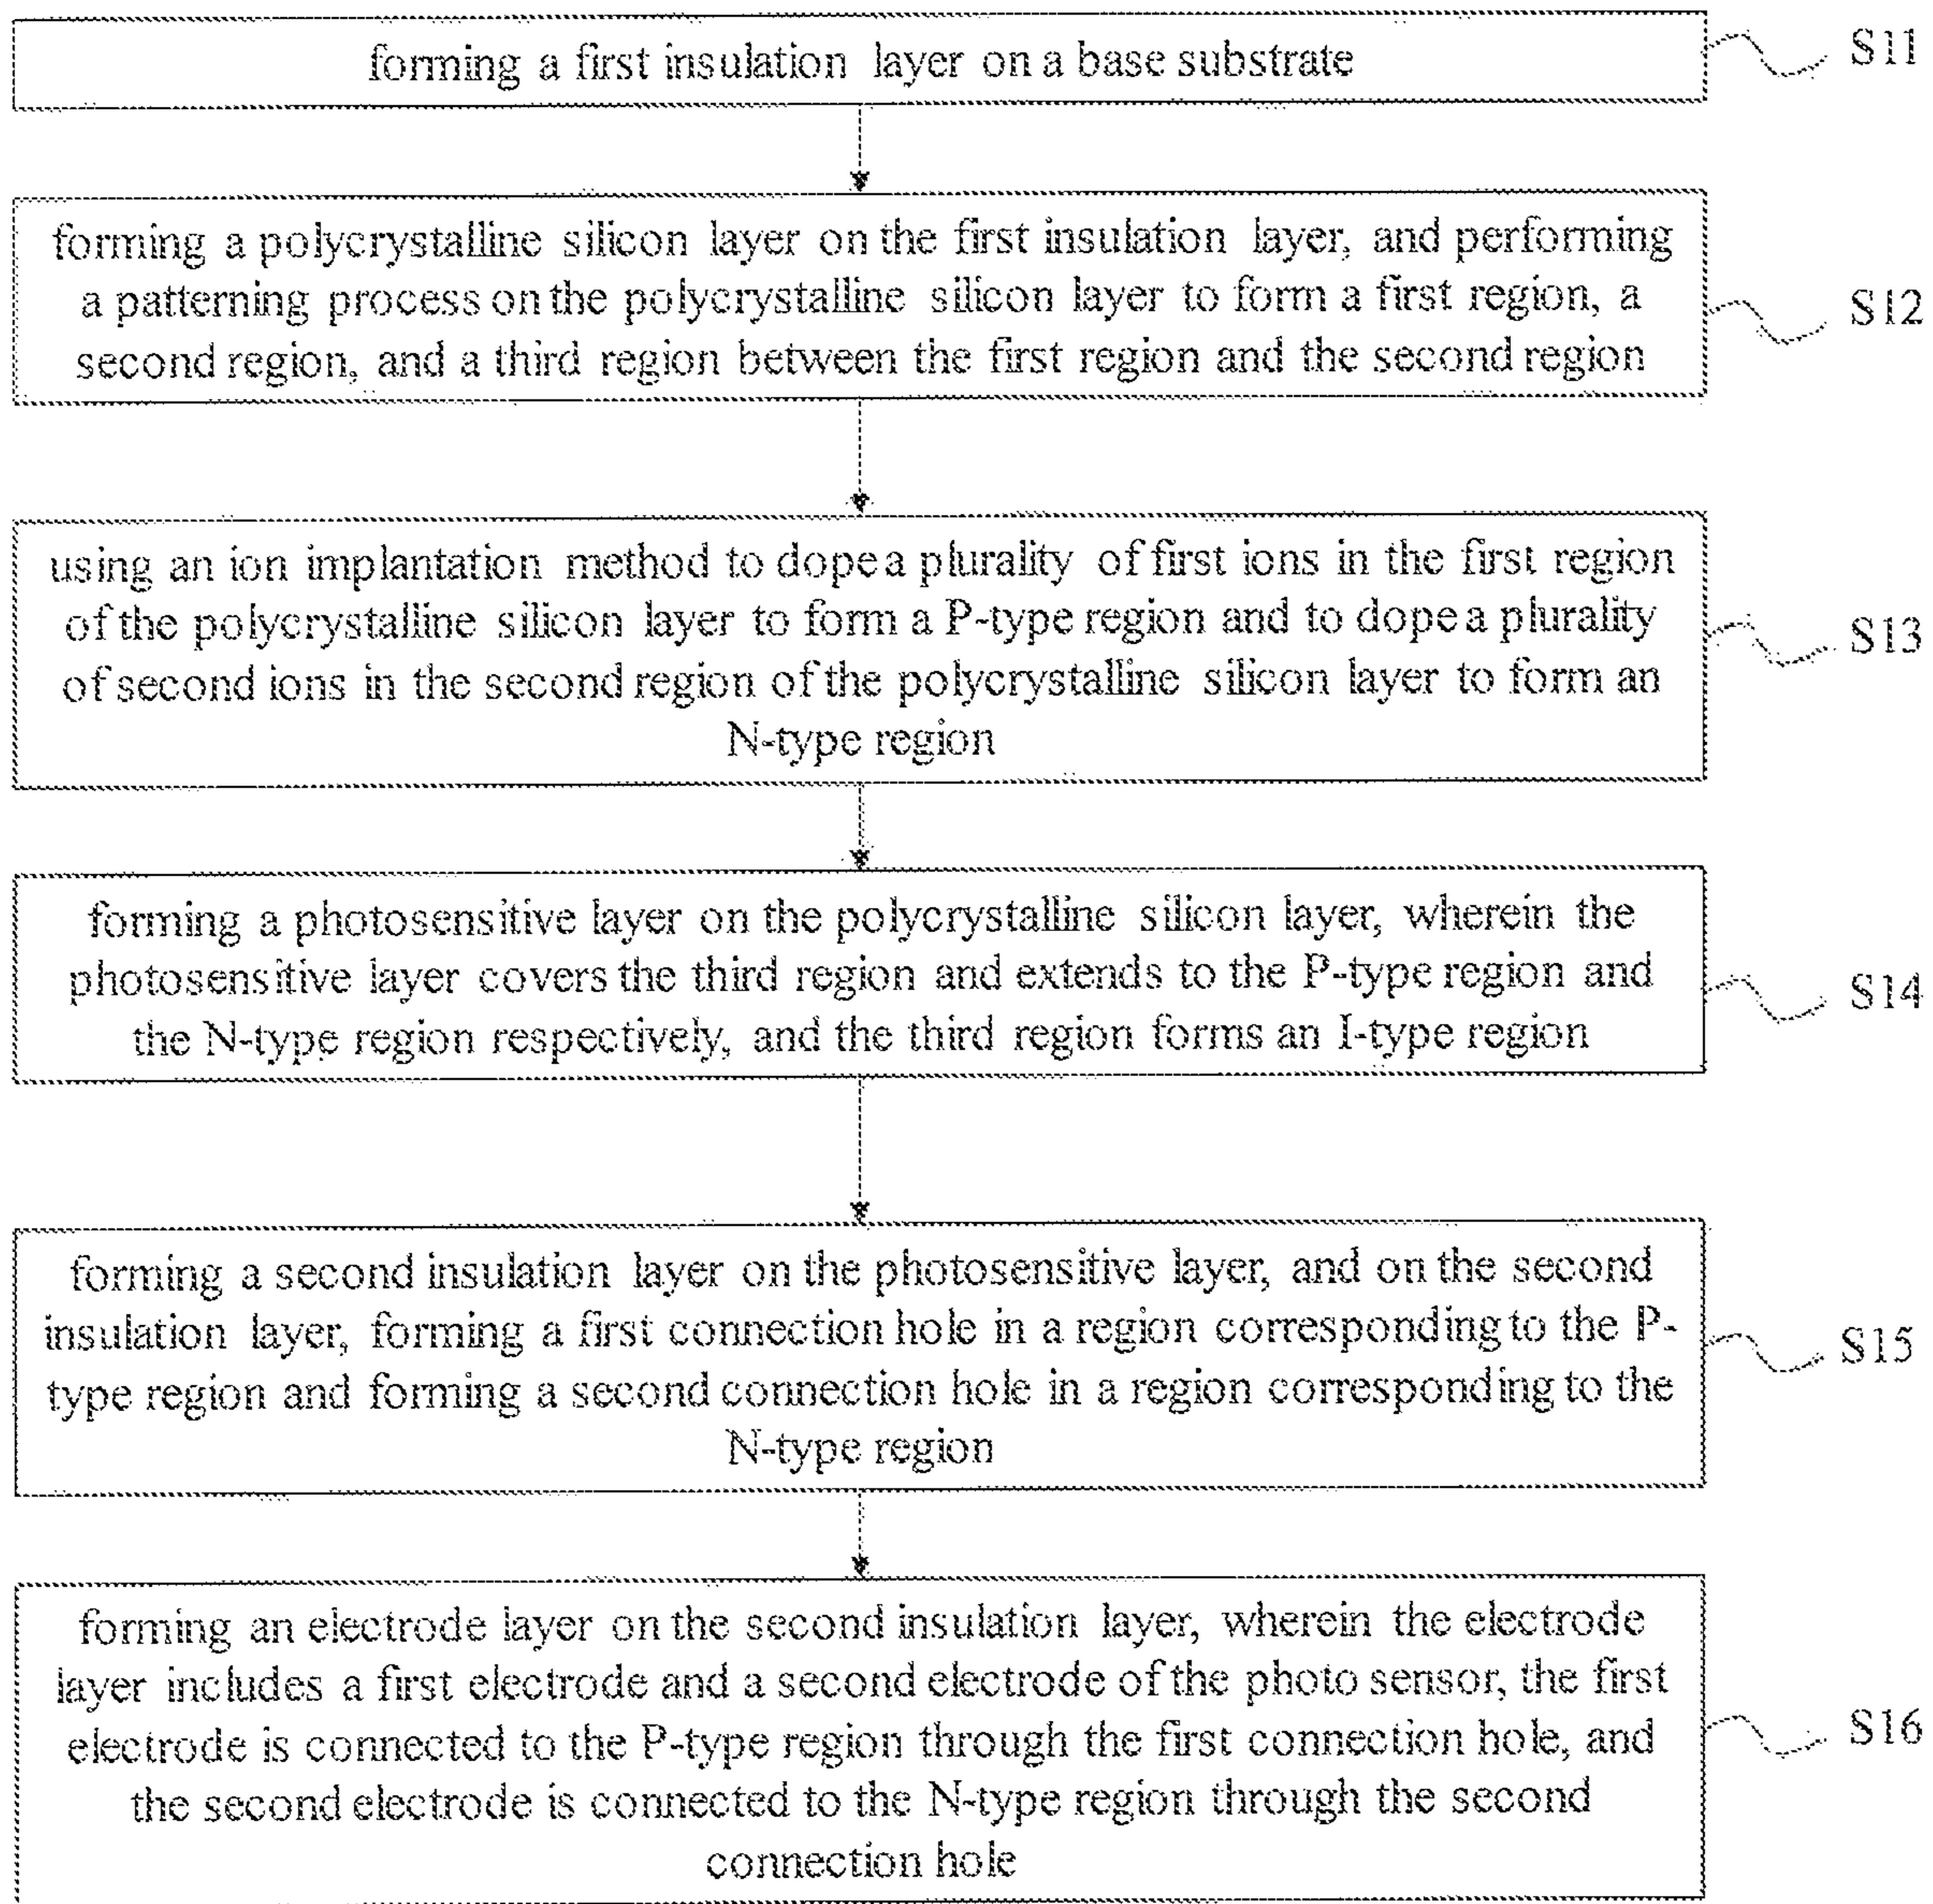 forming a first insulation layer on a base substrate
S11
forming a polycrystalline silicon layer on the first insulation layer, and performing
a patterning process on the polycrystalline silicon layer to form a first region, a
second region, and a third region between the first region and the second region
S12
using an ion implantation method to dope a plurality of first ions in the first region
of the polycrystalline silicon layer to form a P-type region and to dope a plurality
of second ions in the second region of the polycrystalline silicon layer to form an
N-type region
S13
forming a photosensitive layer on the polycrystalline silicon layer, wherein the
photosensitive layer covers the third region and extends to the P-type region and
the N-type region respectively, and the third region forms an I-type region
S14
forming a second insulation layer on the photosensitive layer, and on the second
insulation layer, forming a first connection hole in a region corresponding to the P-
type region and forming a second connection hole in a region corresponding to the
N-type region
S15
forming an electrode layer on the second insulation layer, wherein the electrode
layer includes a first electrode and a second electrode of the photo sensor, the first
electrode is connected to the P-type region through the first connection hole, and
the second electrode is connected to the N-type region through the second
connection hole
S16